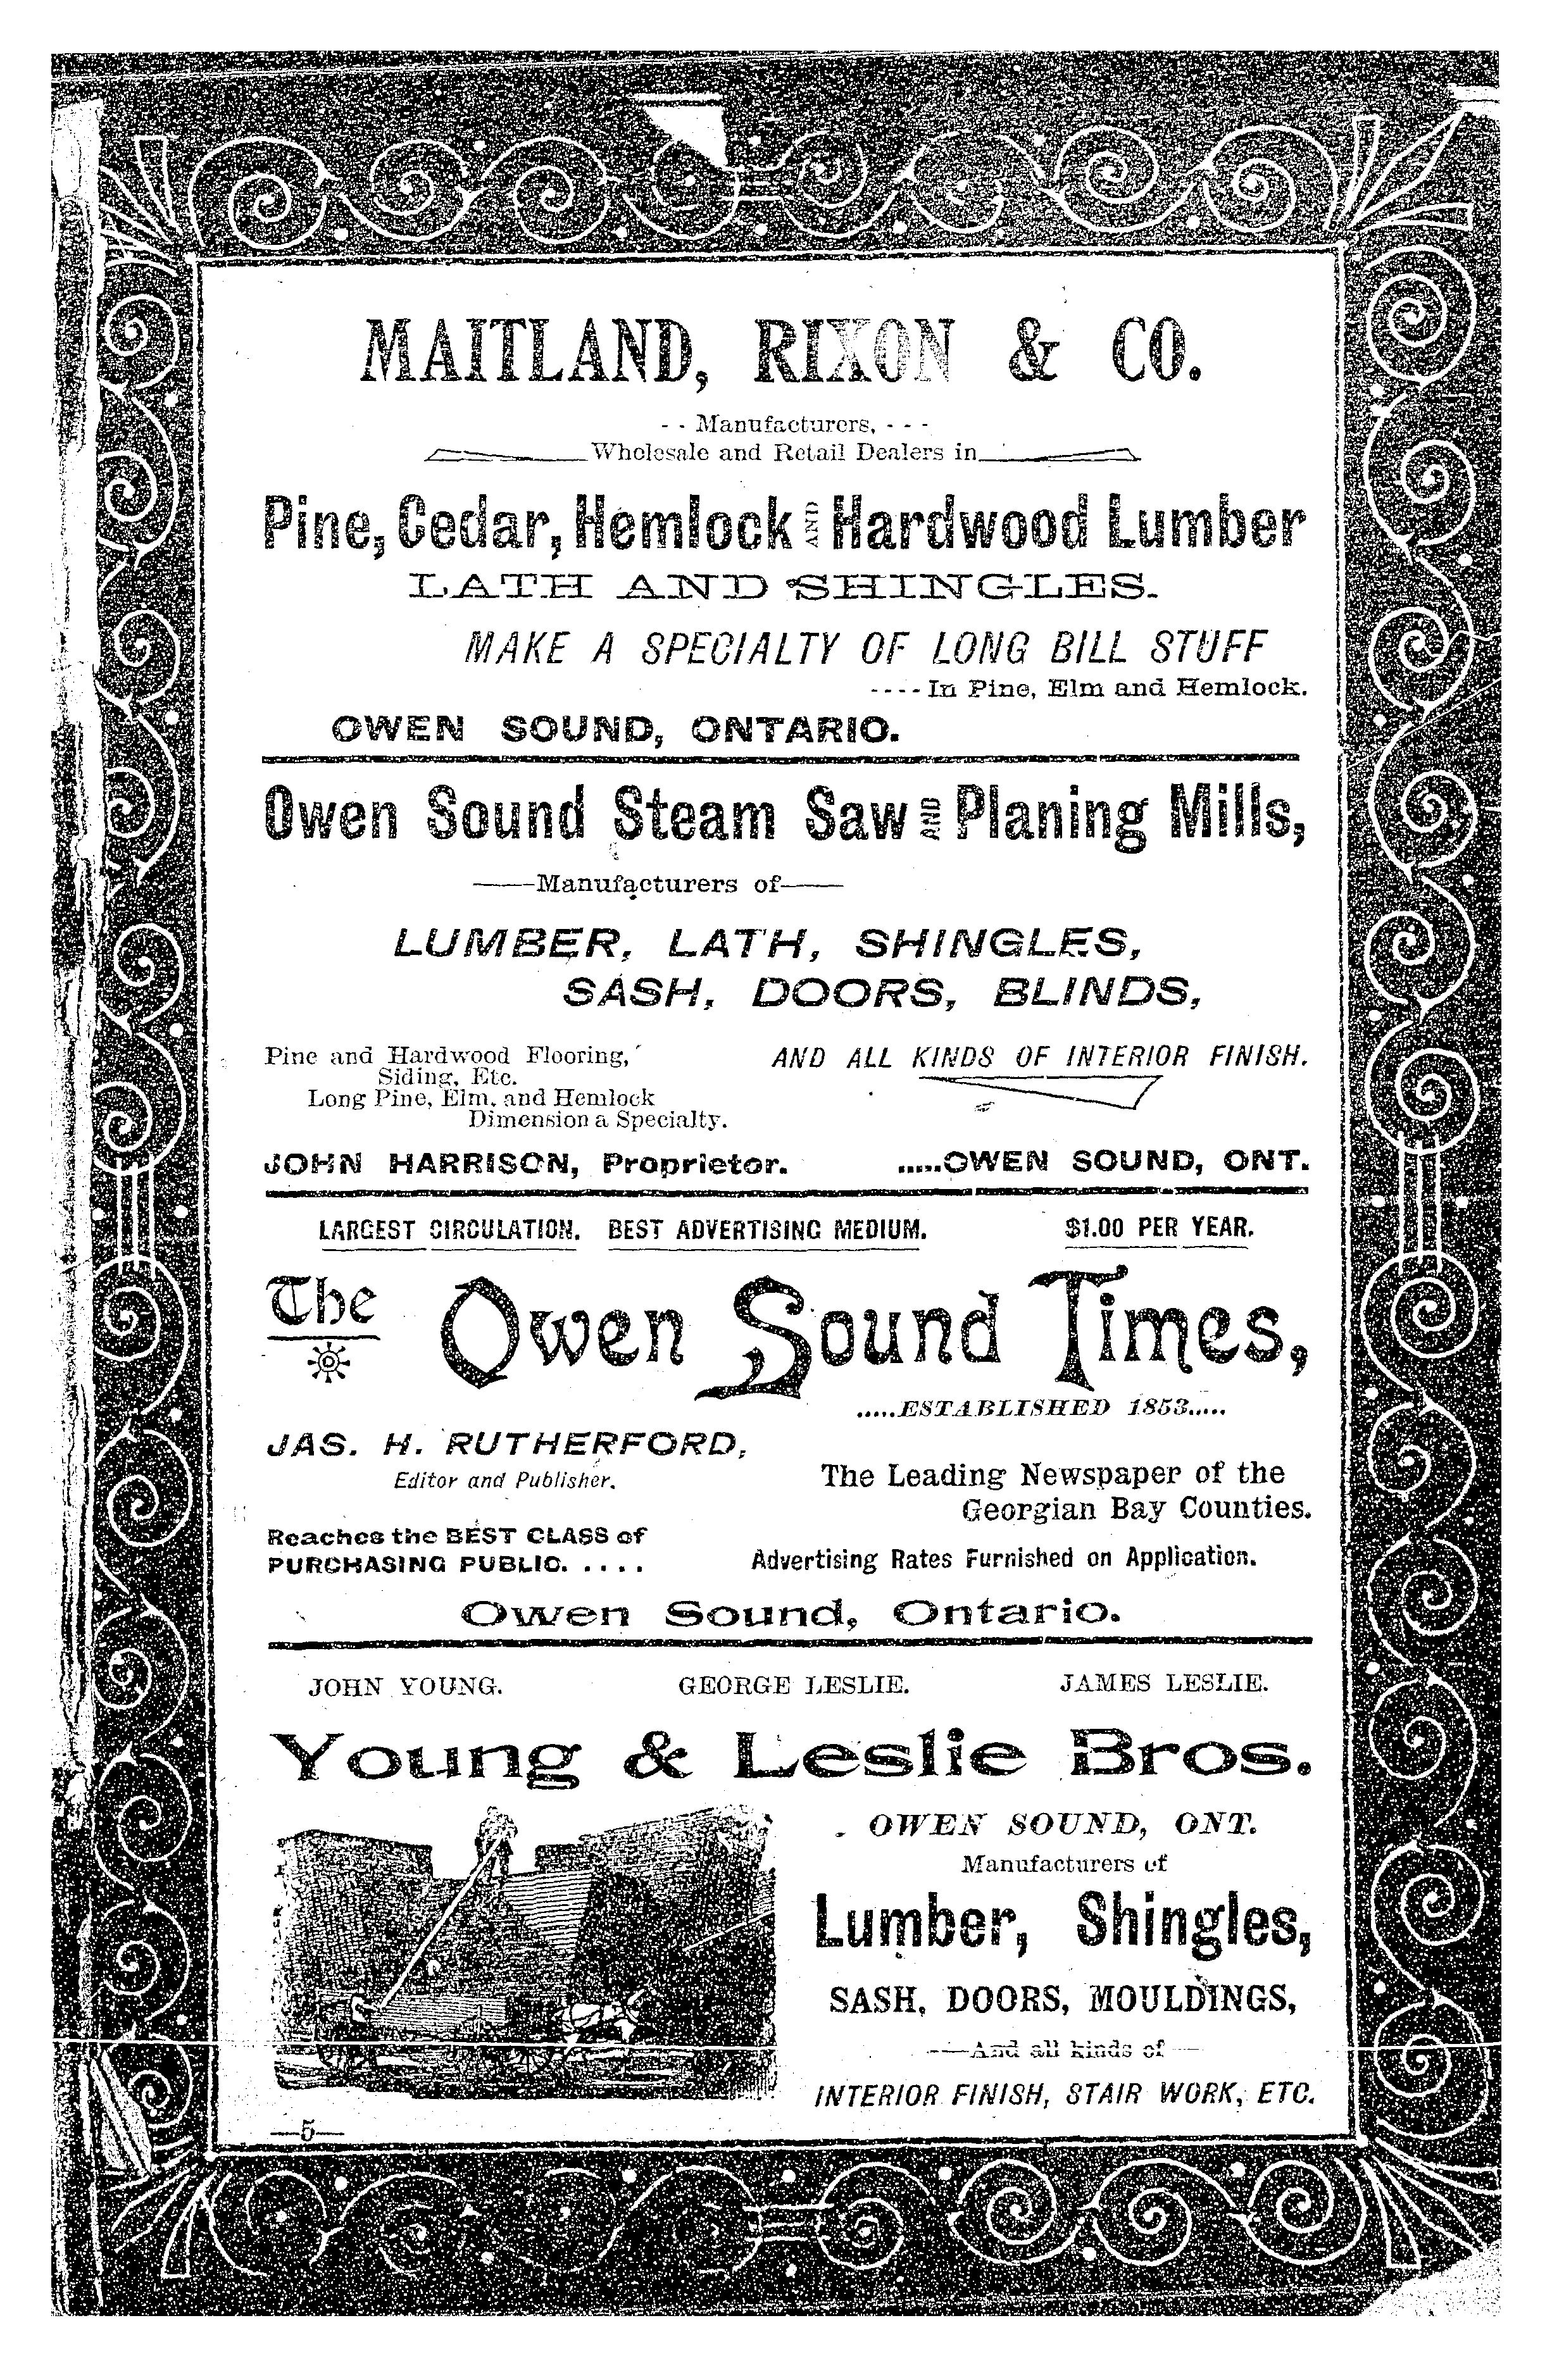 MAITLAND, RIXON & CO.
- - Manufacturers, - - -
Wholesale and Retail Dealers in
Pine, Cedar, Hemlock AND Hardwood Lumber
LATH AND SHINGLES.
MAKE A SPECIALTY OF LONG BILL STUFF
- - - - In Pine, Elm and Hemlock.
OWEN SOUND, ONTARIO.
Owen Sound Steam Saw AND Planing Mills,
—Manufacturers of—
LUMBER, LATH, SHINGLES,
SASH, DOORS, BLINDS,
Pine and Hardwood Flooring,
Siding, Etc.
Long Pine, Elm, and Hemlock
Dimension a Specialty.
AND ALL KINDS OF INTERIOR FINISH.
JOHN HARRISON, Proprietor. .....OWEN SOUND, ONT.
LARGEST CIRCULATION. BEST ADVERTISING MEDIUM. $1.00 PER YEAR.
The Owen Sound Times,
.....ESTABLISHED 1853.....
JAS. H. RUTHERFORD,
Editor and Publisher.
The Leading Newspaper of the
Georgian Bay Counties.
Reaches the BEST CLASS of
PURCHASING PUBLIC. . . . .
Advertising Rates Furnished on Application.
Owen Sound, Ontario.
JOHN YOUNG. GEORGE LESLIE. JAMES LESLIE.
Young & Leslie Bros.
OWEN SOUND, ONT.
Manufacturers of
Lumber, Shingles,
SASH, DOORS, MOULDINGS,
—And all kinds of—
INTERIOR FINISH, STAIR WORK, ETC.
—5—